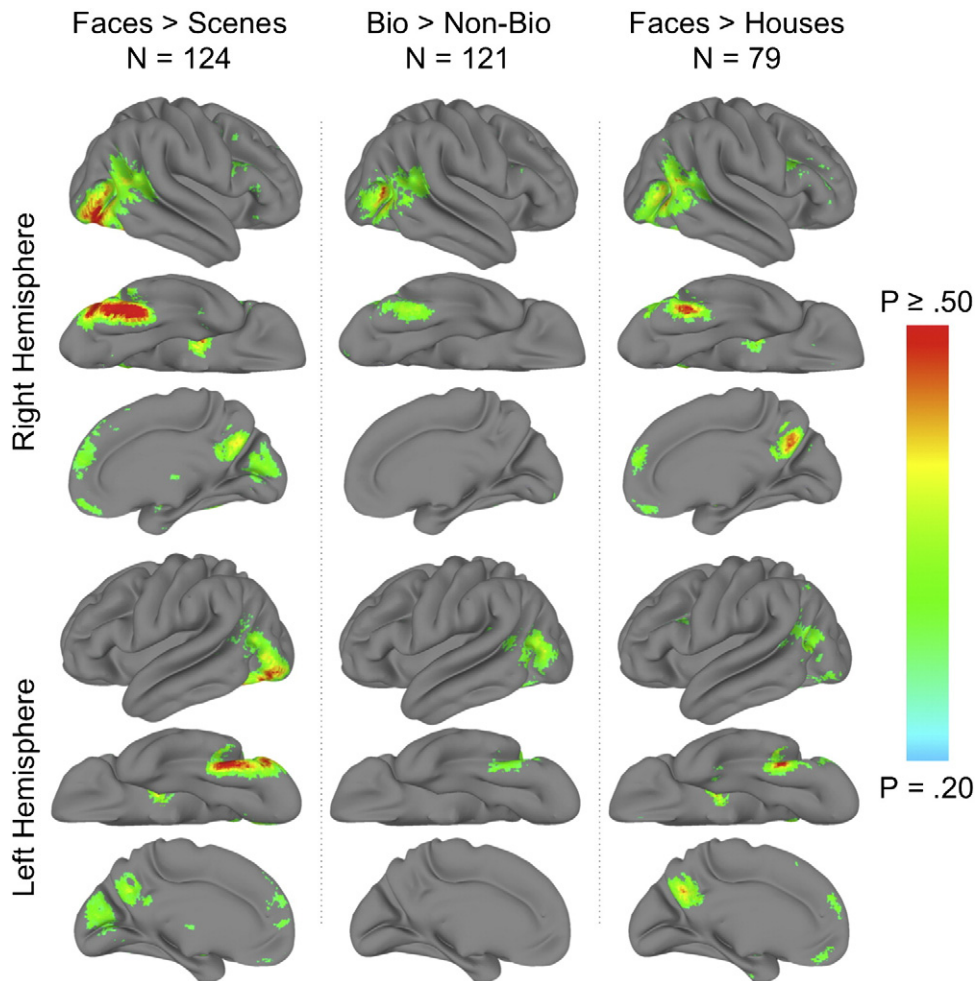 Faces > Scenes
N = 124
Bio > Non-Bio
N = 121
Faces > Houses
N = 79
Right Hemisphere
Left Hemisphere
P ≥ .50
P = .20